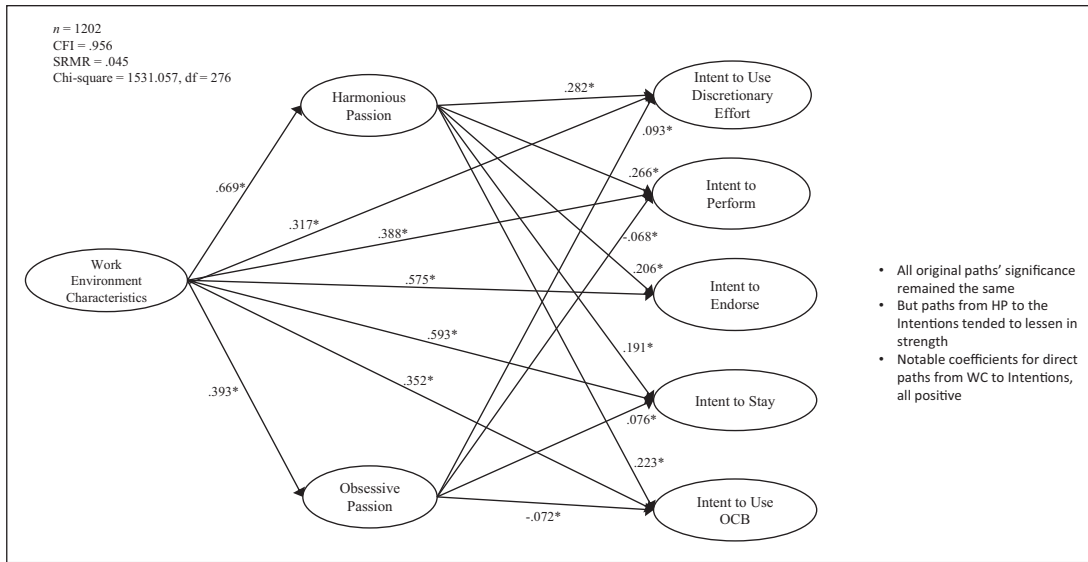 n = 1202
CFI = .956
SRMR = .045
Chi-square = 1531.057, df = 276
Harmonious
Passion
Intent to Use
Discretionary
Effort
.282*
.093*
.669*
.266*
Intent to
Perform
.317*
.388*
-.068*
Work
Environment
Characteristics
.575*
.206*
Intent to
Endorse
.593*
.191*
.393*
.352*
Intent to Stay
.076*
.223*
Obsessive
Passion
-.072*
Intent to Use
OCB
• All original paths’ significance
remained the same
• But paths from HP to the
Intentions tended to lessen in
strength
• Notable coefficients for direct
paths from WC to Intentions,
all positive